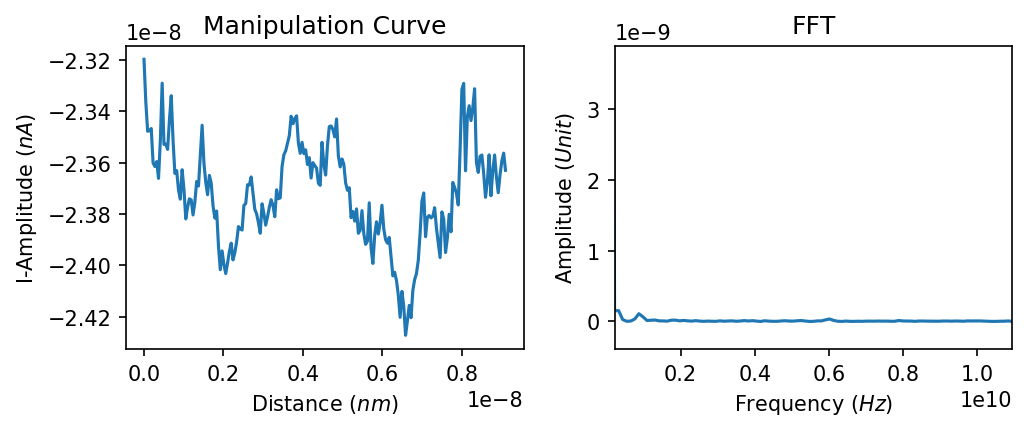 Manipulation Curve
1e−8
I-Amplitude (nA)
−2.32
−2.34
−2.36
−2.38
−2.40
−2.42
0.0 0.2 0.4 0.6 0.8
1e−8
Distance (nm)
FFT
1e−9
Amplitude (Unit)
3
2
1
0
0.2 0.4 0.6 0.8 1.0
1e10
Frequency (Hz)